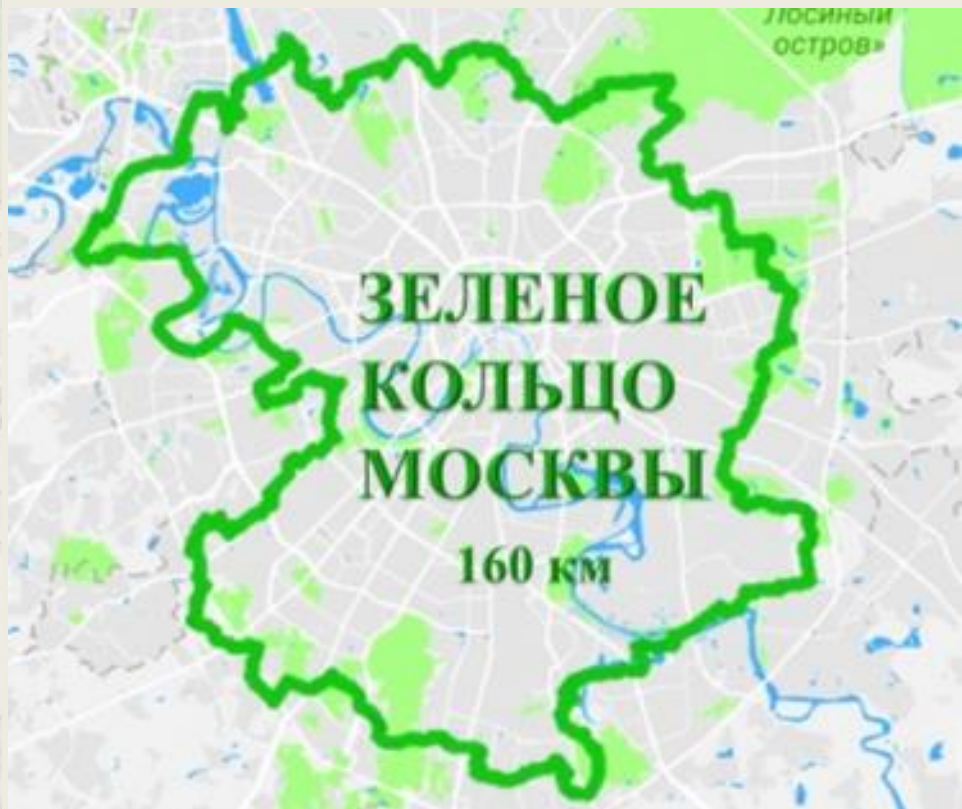 Лосиный
остров»
ЗЕЛЕНОЕ
КОЛЬЦО
МОСКВЫ
160 км